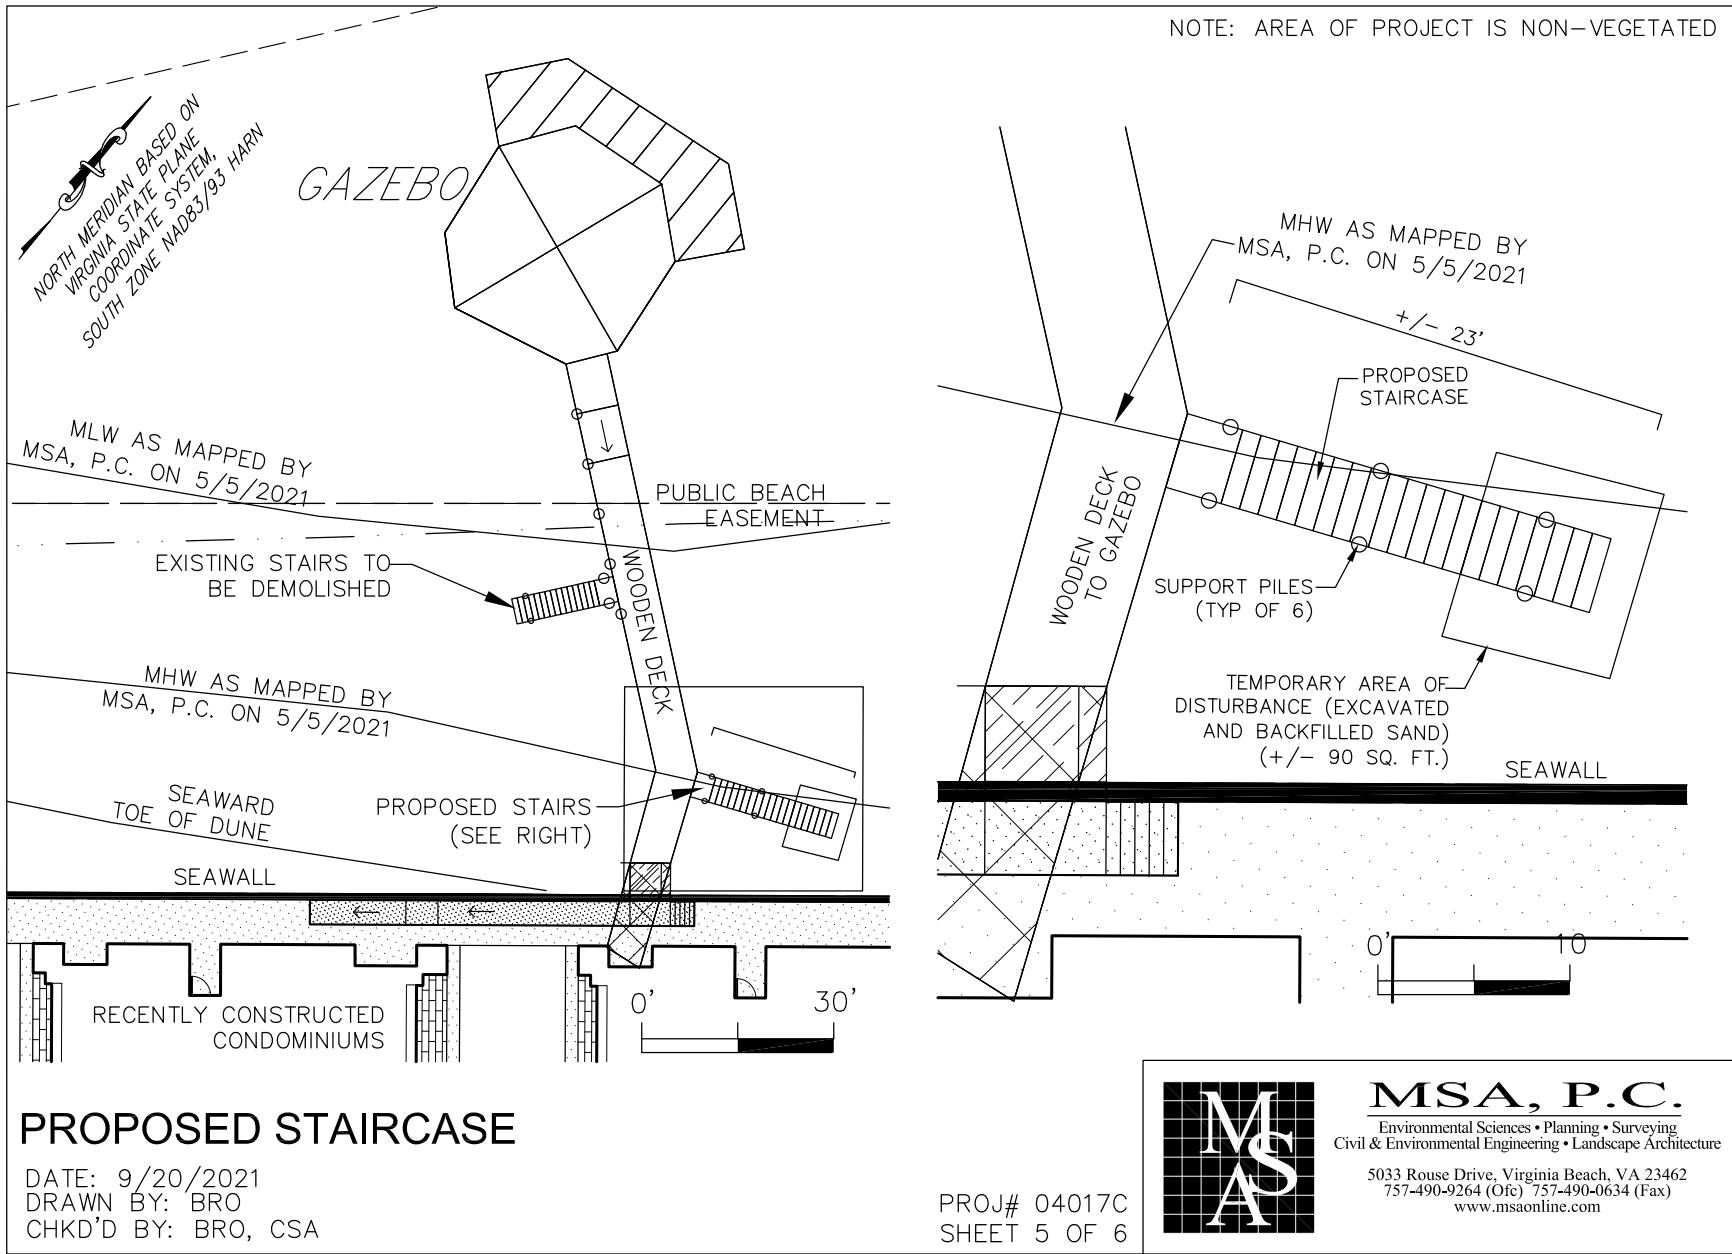 NOTE: AREA OF PROJECT IS NON-VEGETATED
NORTH MERIDIAN BASED ON
VIRGINIA STATE PLANE
COORDINATE SYSTEM,
SOUTH ZONE NAD83/93 HARN
GAZEBO
MLW AS MAPPED BY
MSA, P.C. ON 5/5/2021
PUBLIC BEACH
EASEMENT
EXISTING STAIRS TO
BE DEMOLISHED
WOODEN DECK
MHW AS MAPPED BY
MSA, P.C. ON 5/5/2021
SEAWARD
TOE OF DUNE
PROPOSED STAIRS
(SEE RIGHT)
SEAWALL
RECENTLY CONSTRUCTED
CONDOMINIUMS
0' 30'
MHW AS MAPPED BY
MSA, P.C. ON 5/5/2021
+/- 23'
PROPOSED
STAIRCASE
WOODEN DECK
TO GAZEBO
SUPPORT PILES
(TYP OF 6)
TEMPORARY AREA OF
DISTURBANCE (EXCAVATED
AND BACKFILLED SAND)
(+/- 90 SQ. FT.)
SEAWALL
0' 10
PROPOSED STAIRCASE
DATE: 9/20/2021
DRAWN BY: BRO
CHKD'D BY: BRO, CSA
PROJ# 04017C
SHEET 5 OF 6
MSA
MSA, P.C.
Environmental Sciences • Planning • Surveying
Civil & Environmental Engineering • Landscape Architecture
5033 Rouse Drive, Virginia Beach, VA 23462
757-490-9264 (Ofc) 757-490-0634 (Fax)
www.msaonline.com